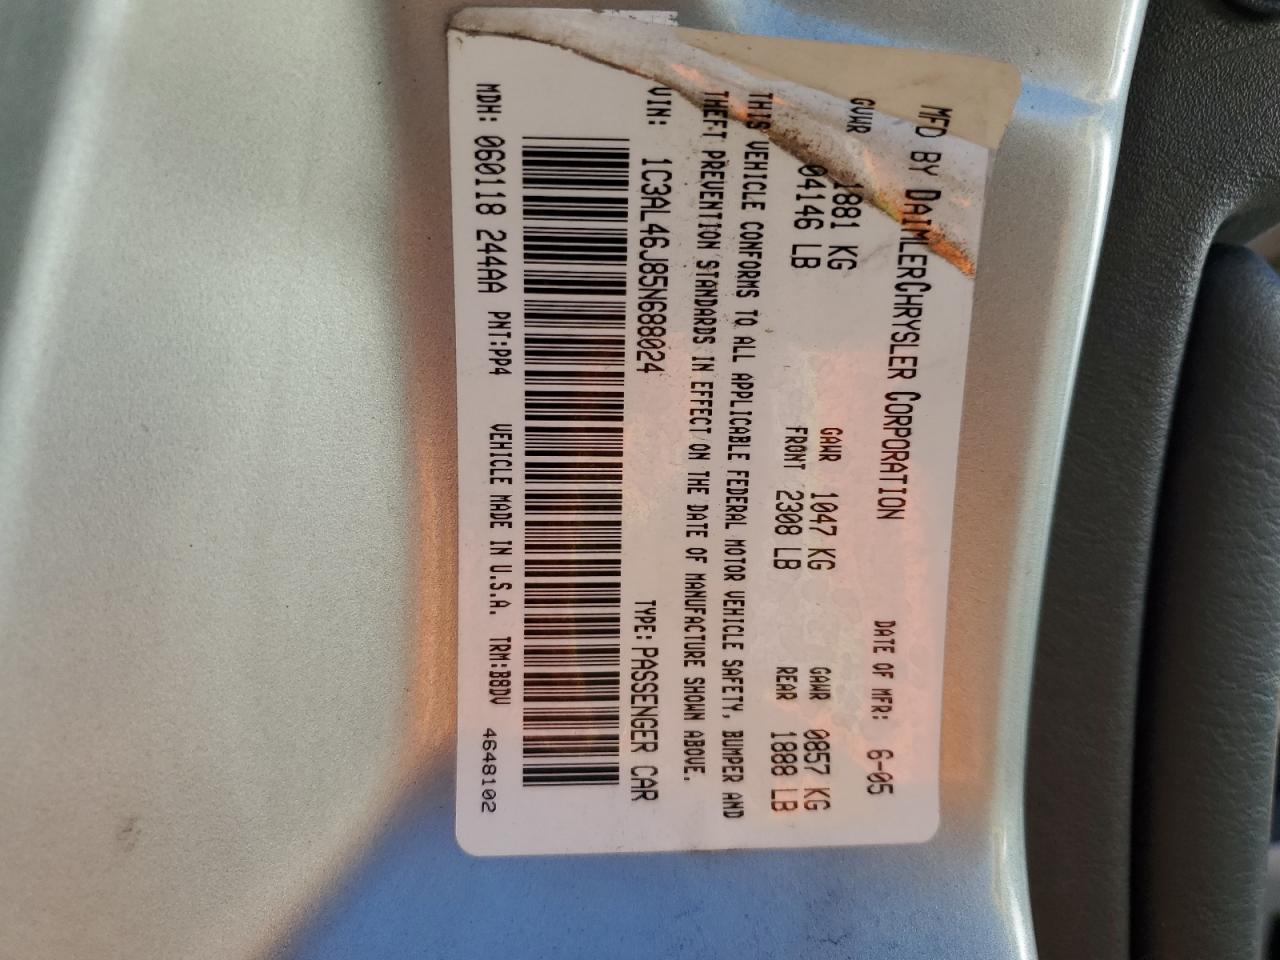 MFD BY DAIMLERCHRYSLER CORPORATION DATE OF MFR: 6-05
GVWR 1881 KG GAWR 1047 KG GAWR 0857 KG
04146 LB FRONT 2308 LB REAR 1888 LB
THIS VEHICLE CONFORMS TO ALL APPLICABLE FEDERAL MOTOR VEHICLE SAFETY, BUMPER AND
THEFT PREVENTION STANDARDS IN EFFECT ON THE DATE OF MANUFACTURE SHOWN ABOVE.
VIN: 1C3AL46J85N688024 TYPE: PASSENGER CAR
MDH: 060118 244AA PNT:PP4 VEHICLE MADE IN U.S.A. TRM:B8DV 4648102